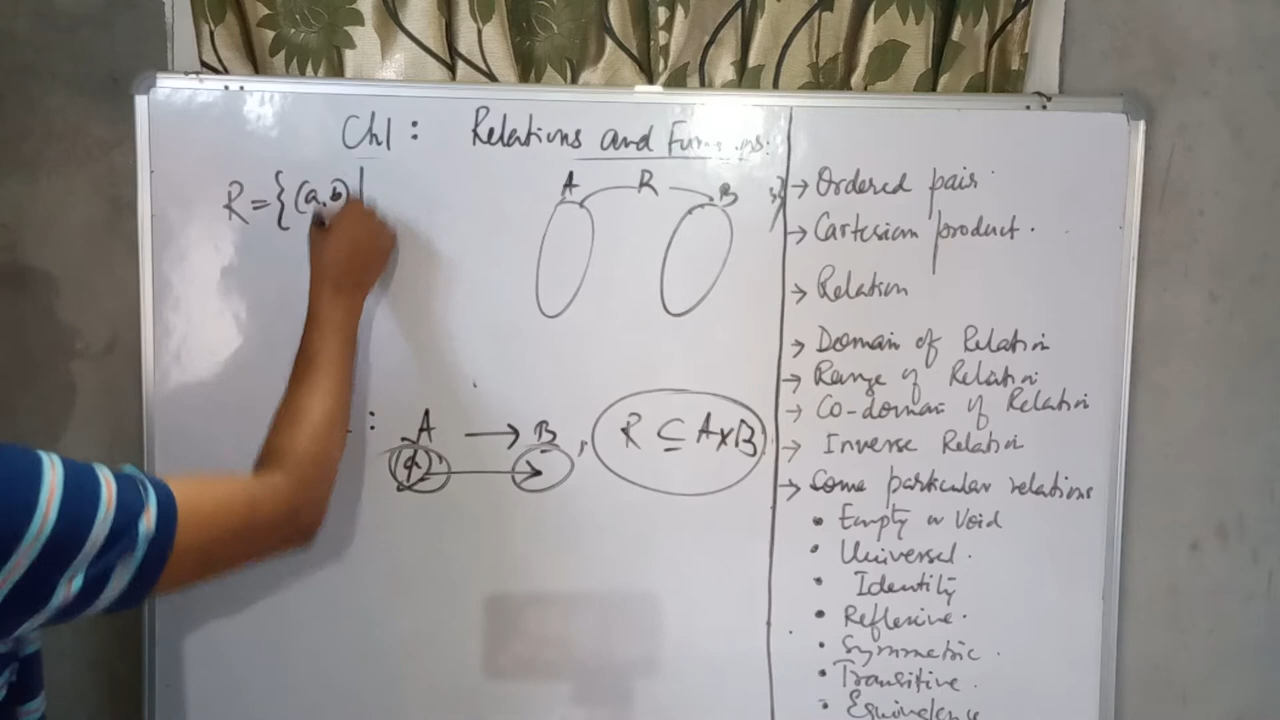 Ch1 : Relations and Functions:
R = {(a,b) |
A R B
: A → B , R ⊆ A×B
→ Ordered pair
→ Cartesian product .
→ Relation
→ Domain of Relation
→ Range of Relation
→ Co-domain of Relation
→ Inverse Relation
→ Some particular relations
• Empty or Void
• Universal .
• Identity
• Reflexive .
• Symmetric .
• Transitive .
• Equivalence